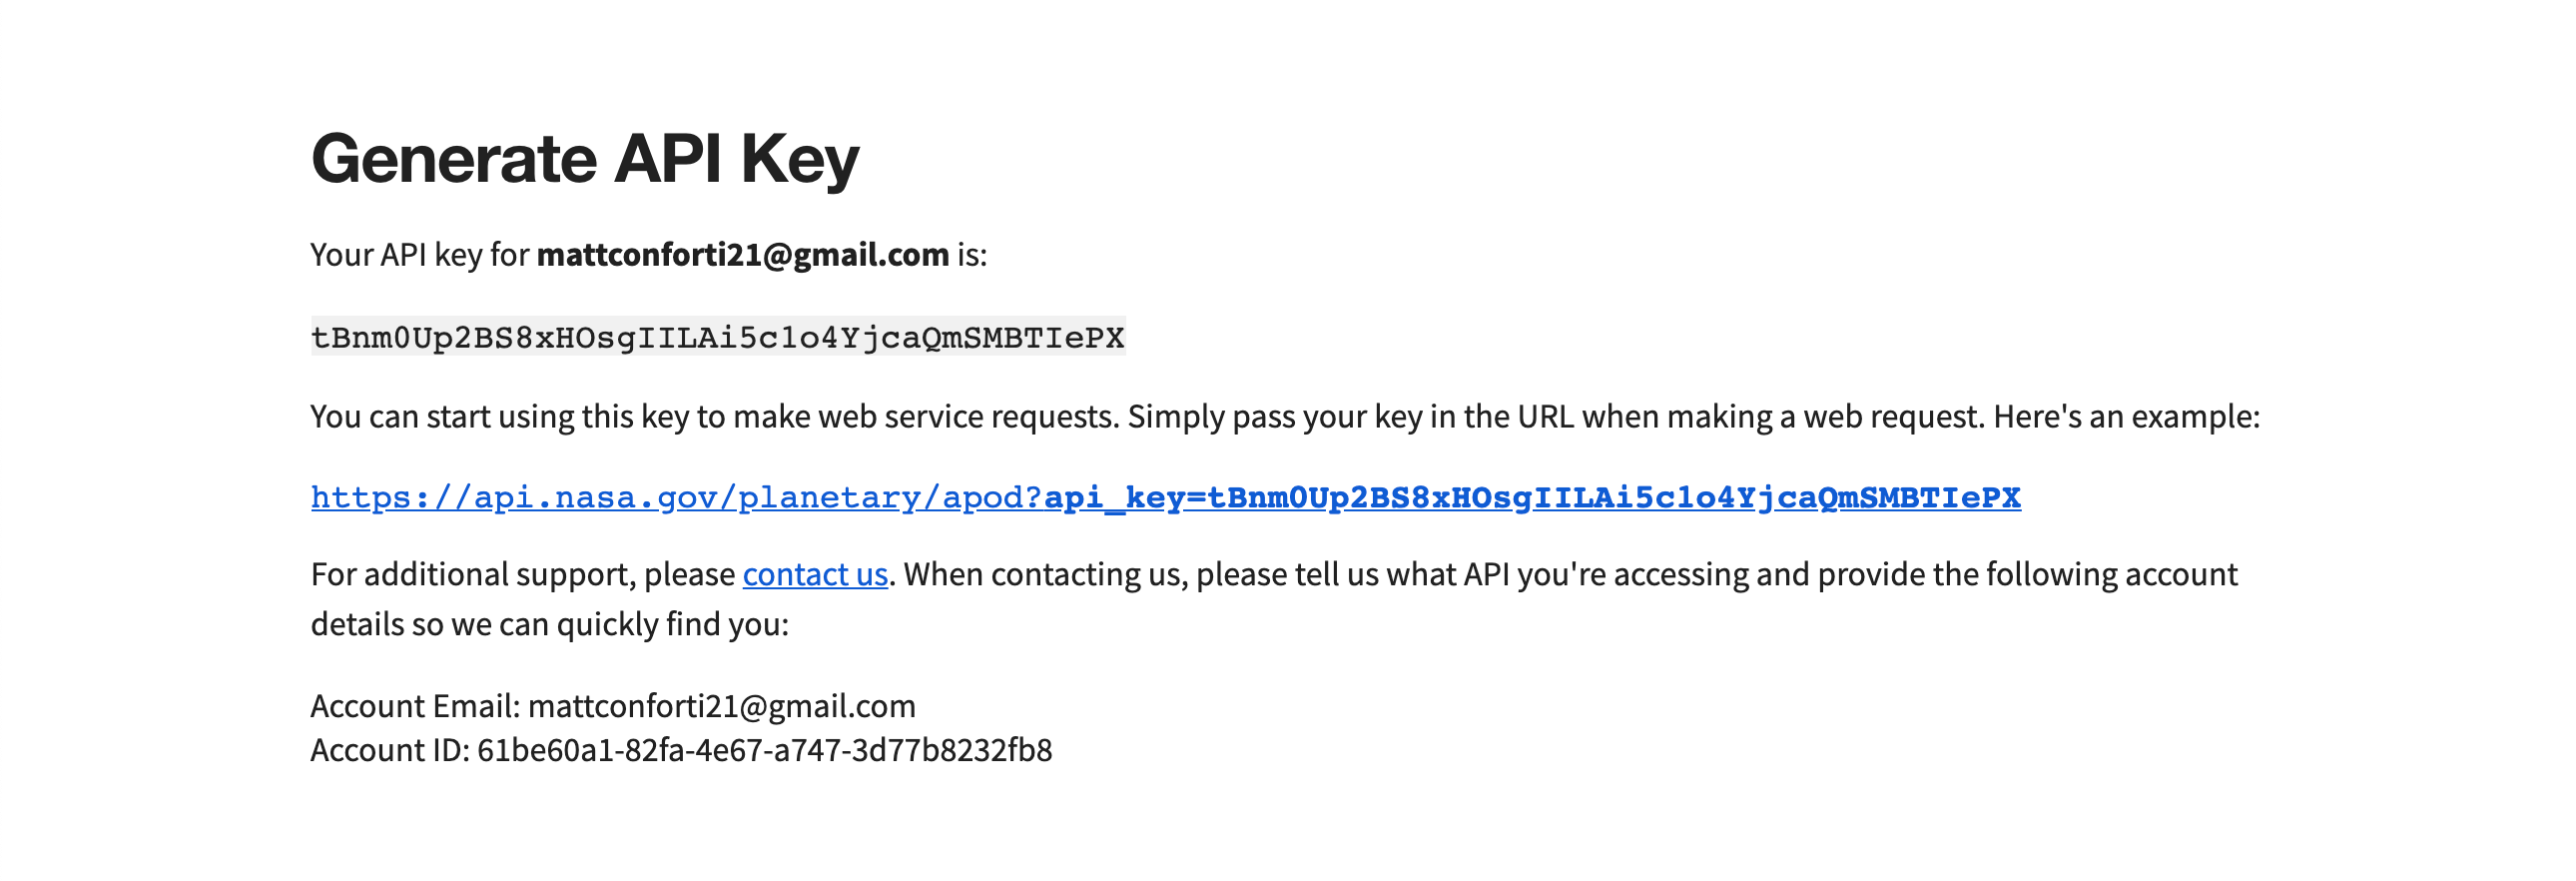 Generate API Key
Your API key for mattconforti21@gmail.com is:
tBnm0Up2BS8xHOsgIILAi5c1o4YjcaQmSMBTIePX
You can start using this key to make web service requests. Simply pass your key in the URL when making a web request. Here's an example:
https://api.nasa.gov/planetary/apod?api_key=tBnm0Up2BS8xHOsgIILAi5c1o4YjcaQmSMBTIePX
For additional support, please contact us. When contacting us, please tell us what API you're accessing and provide the following account
details so we can quickly find you:
Account Email: mattconforti21@gmail.com
Account ID: 61be60a1-82fa-4e67-a747-3d77b8232fb8